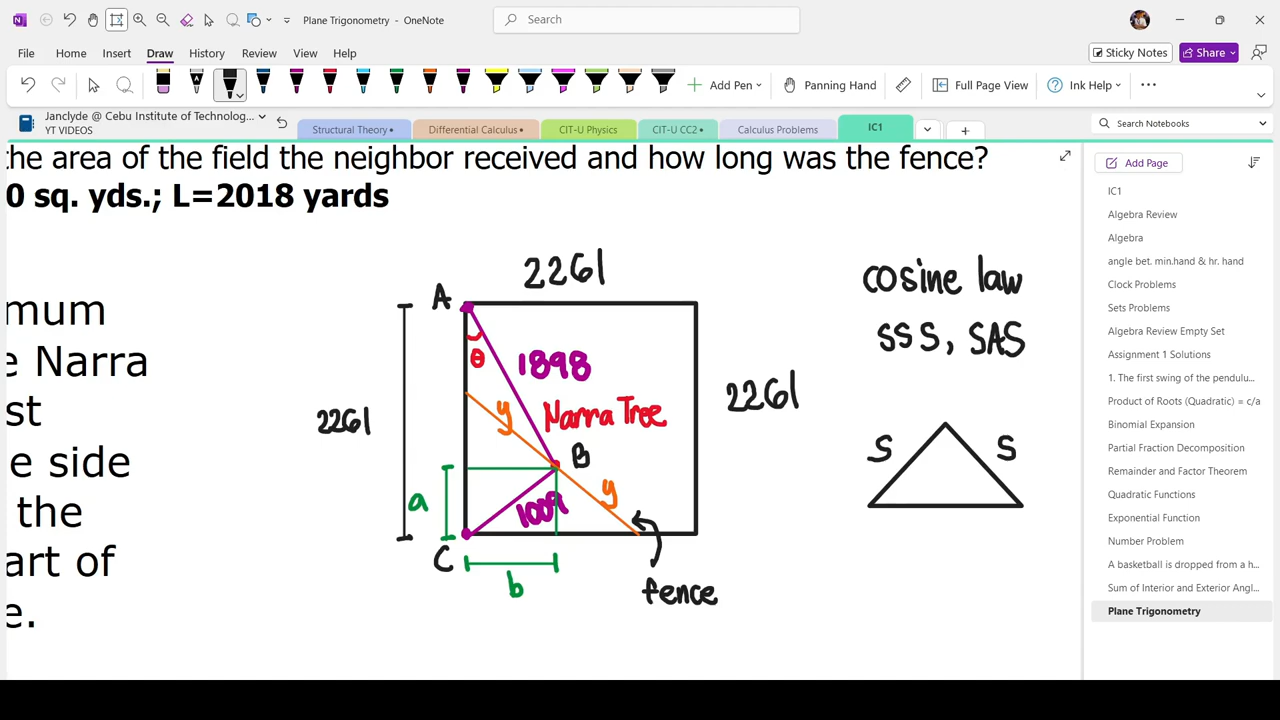 Plane Trigonometry - OneNote
Search
File Home Insert Draw History Review View Help
Sticky Notes
Share
Add Pen
Panning Hand
Full Page View
Ink Help
Janclyde @ Cebu Institute of Technolog...
YT VIDEOS
Structural Theory
Differential Calculus
CIT-U Physics
CIT-U CC2
Calculus Problems
IC1
Search Notebooks
the area of the field the neighbor received and how long was the fence?
0 sq. yds.; L=2018 yards
mum
e Narra
st
e side
the
art of
e.
2261
A
θ
1898
2261
2261
y
Narra Tree
B
a
1009
y
C
b
fence
cosine law
SSS, SAS
S
S
Add Page
IC1
Algebra Review
Algebra
angle bet. min.hand & hr. hand
Clock Problems
Sets Problems
Algebra Review Empty Set
Assignment 1 Solutions
1. The first swing of the pendulu...
Product of Roots (Quadratic) = c/a
Binomial Expansion
Partial Fraction Decomposition
Remainder and Factor Theorem
Quadratic Functions
Exponential Function
Number Problem
A basketball is dropped from a h...
Sum of Interior and Exterior Angl...
Plane Trigonometry